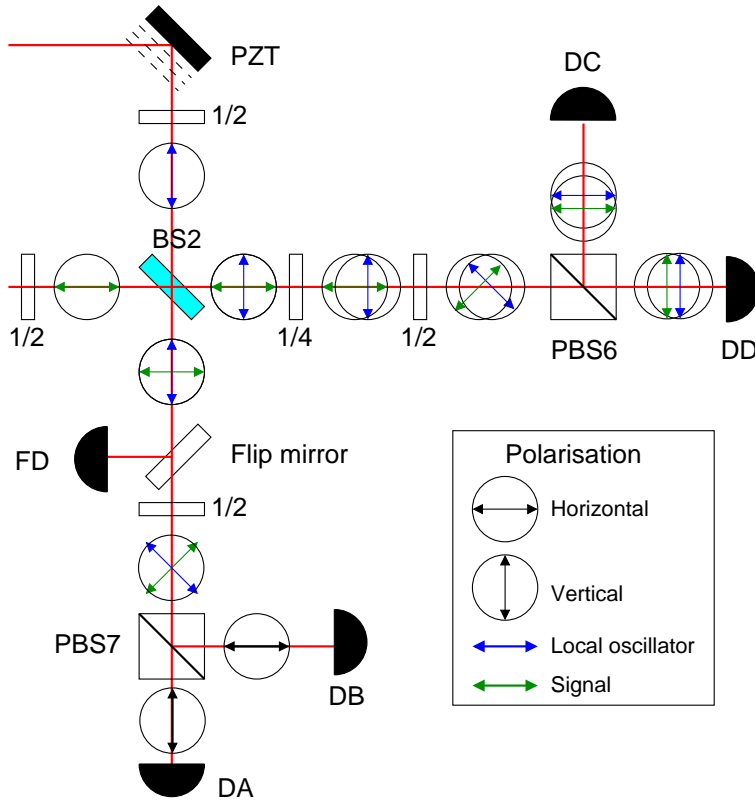 PZT
DC
1/2
BS2
1/2
1/4
1/2
PBS6
DD
FD
Flip mirror
1/2
Polarisation
Horizontal
Vertical
Local oscillator
Signal
PBS7
DB
DA